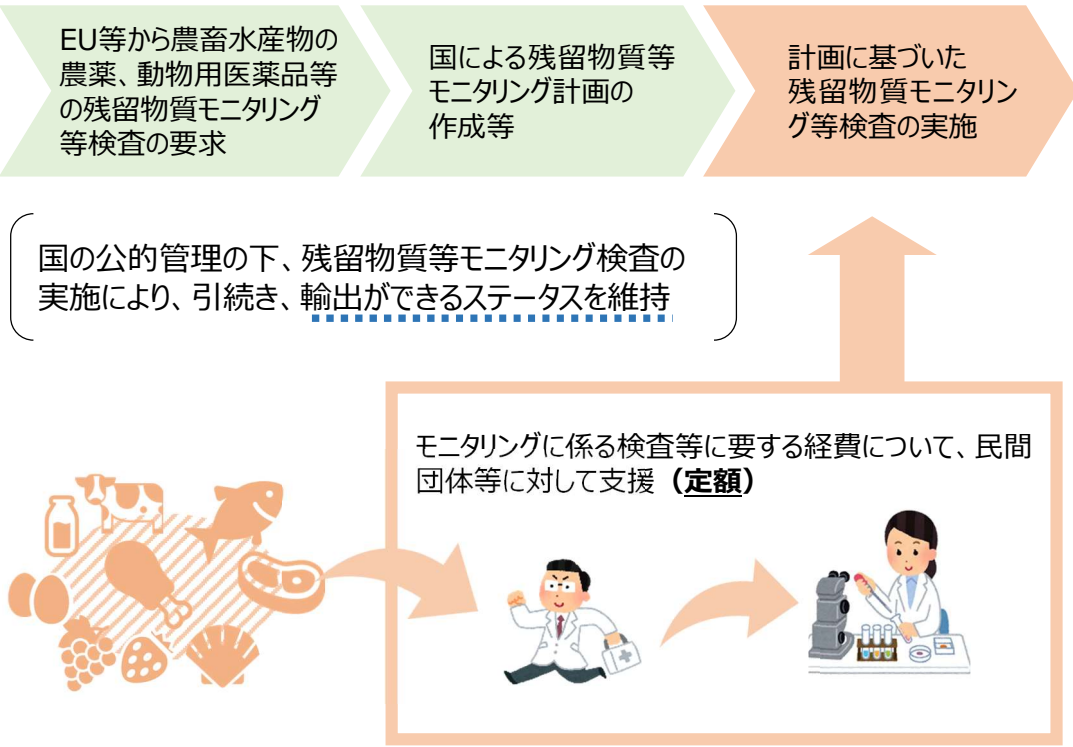 EU等から農畜水産物の
農薬、動物用医薬品等
の残留物質モニタリング
等検査の要求
国による残留物質等
モニタリング計画の
作成等
計画に基づいた
残留物質モニタリン
グ等検査の実施
国の公的管理の下、残留物質等モニタリング検査の
実施により、引続き、輸出ができるステータスを維持
モニタリングに係る検査等に要する経費について、民間
団体等に対して支援（定額）